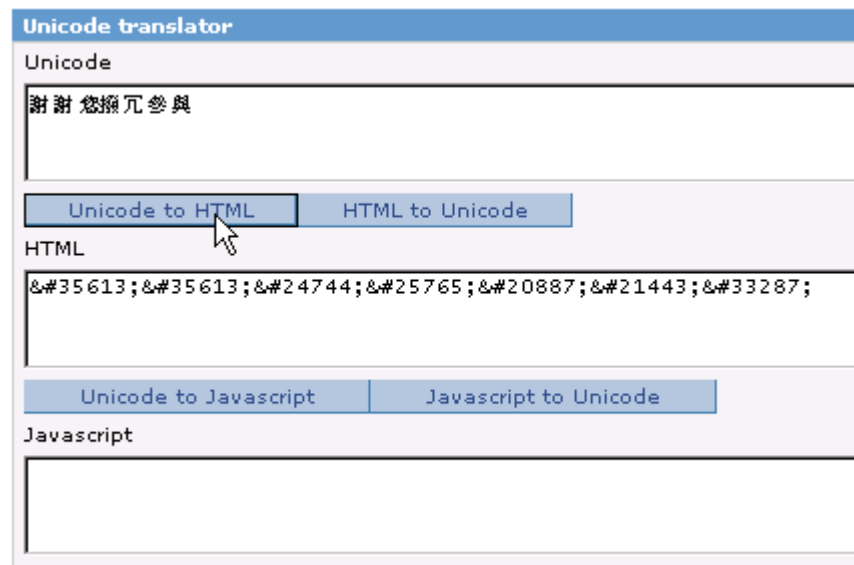 Unicode translator
Unicode
謝謝您撥冗參與
Unicode to HTML
HTML to Unicode
HTML
&#35613;&#35613;&#24744;&#25765;&#20887;&#21443;&#33287;
Unicode to Javascript
Javascript to Unicode
Javascript